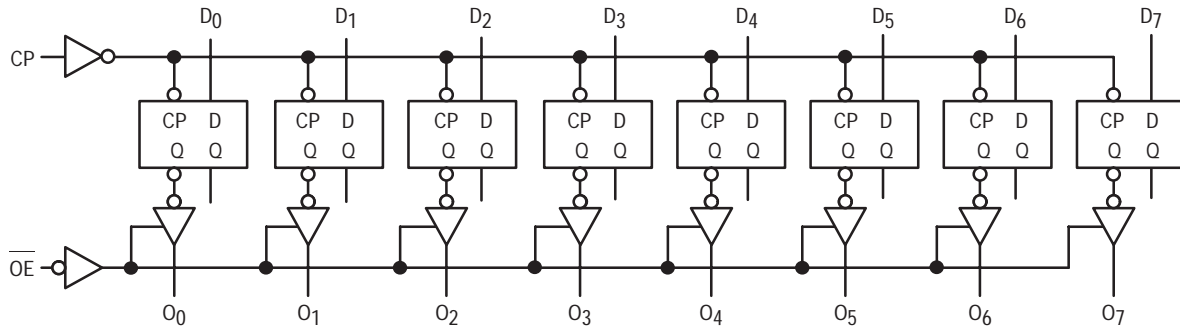 D0 D1 D2 D3 D4 D5 D6 D7
CP
CP D CP D CP D CP D CP D CP D CP D CP D
Q Q Q Q Q Q Q Q Q Q Q Q Q Q Q Q
OE
O0 O1 O2 O3 O4 O5 O6 O7